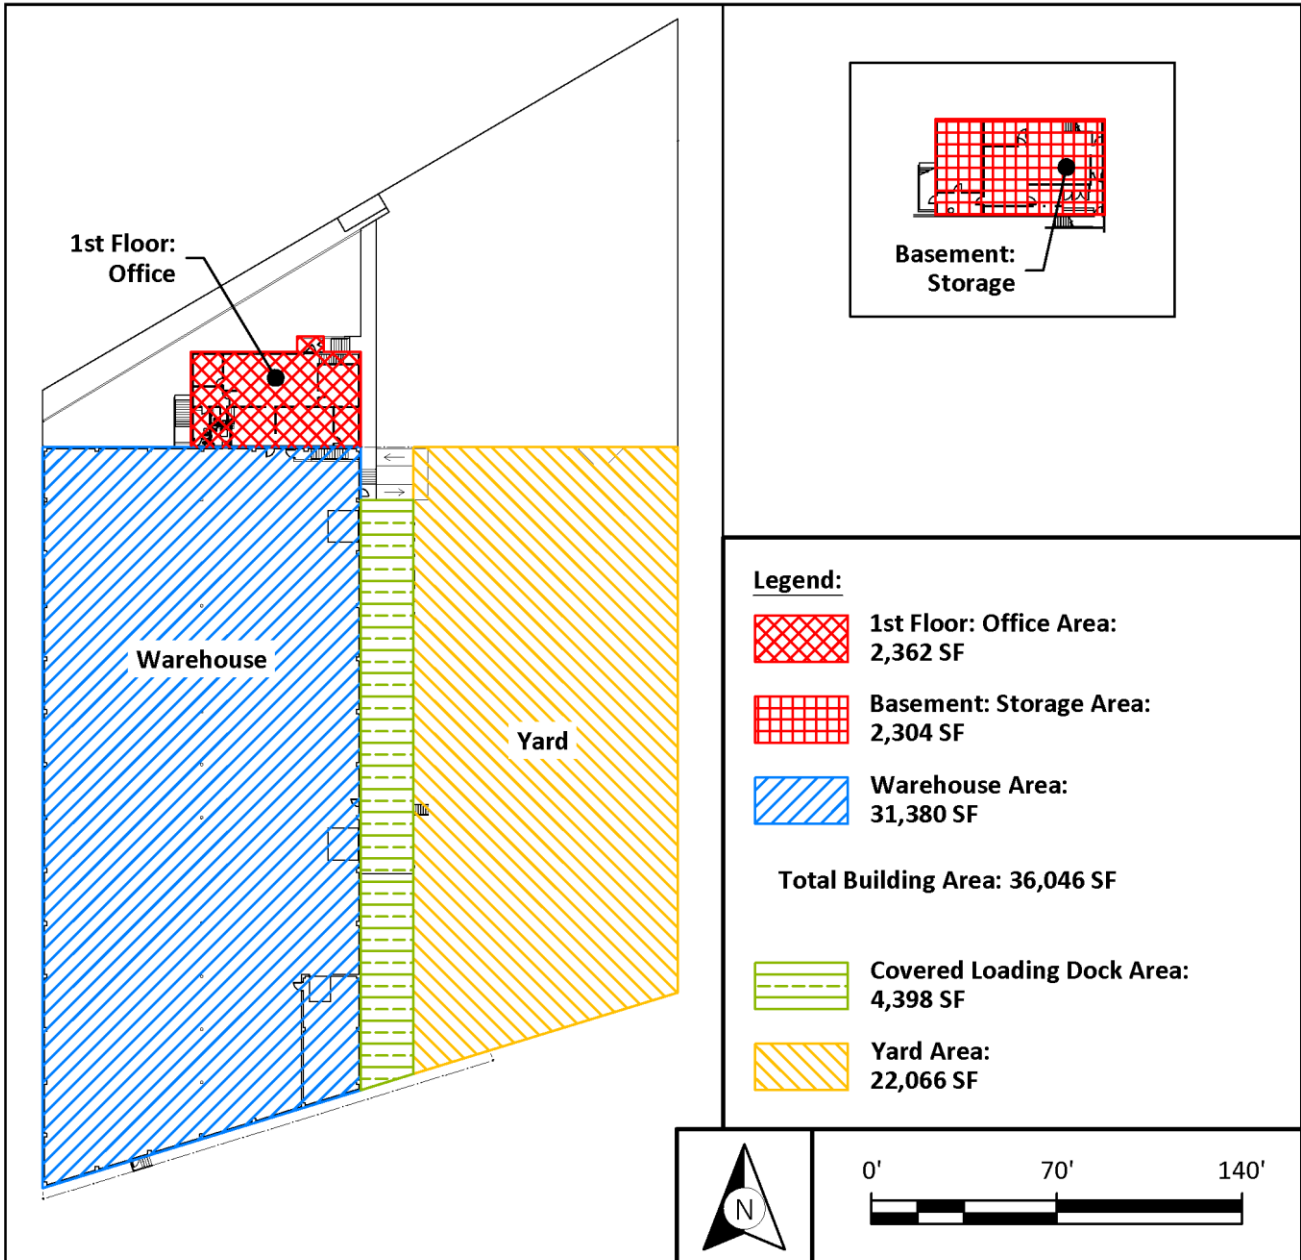 1st Floor:
Office
Basement:
Storage
Warehouse
Yard
Legend:
1st Floor: Office Area:
2,362 SF
Basement: Storage Area:
2,304 SF
Warehouse Area:
31,380 SF
Total Building Area: 36,046 SF
Covered Loading Dock Area:
4,398 SF
Yard Area:
22,066 SF
N
0' 70' 140'